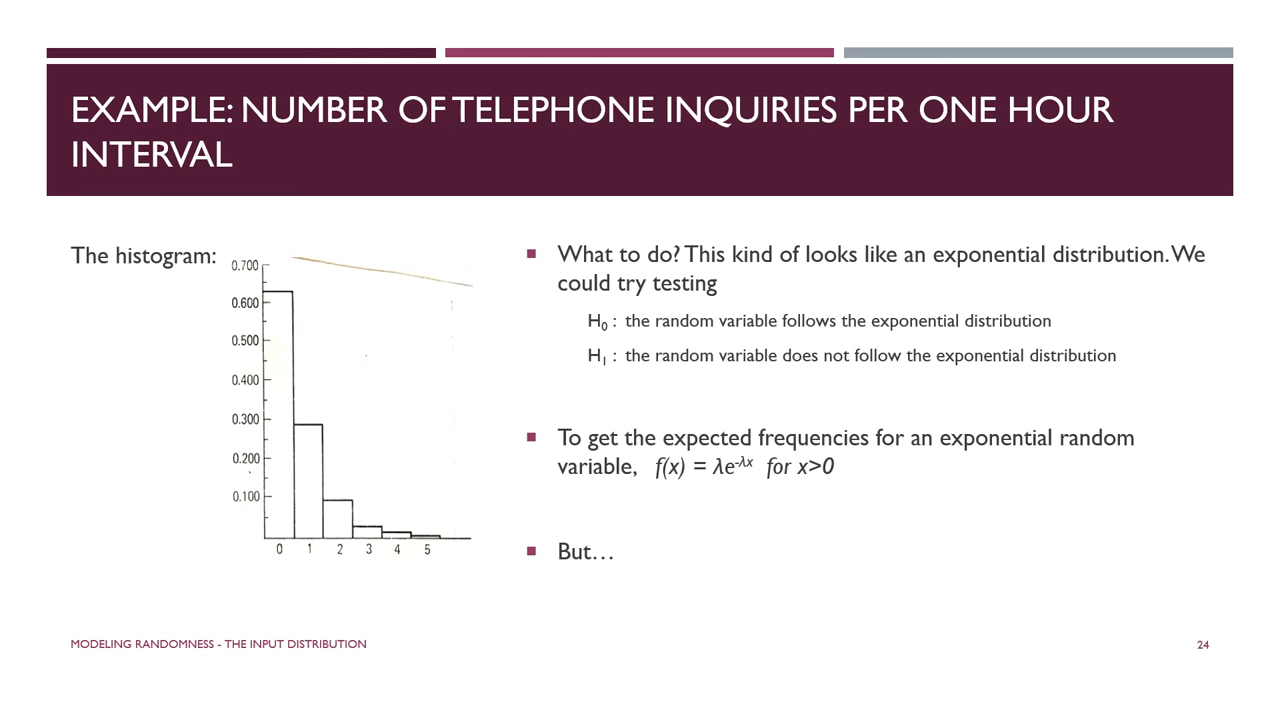 EXAMPLE: NUMBER OF TELEPHONE INQUIRIES PER ONE HOUR
INTERVAL
The histogram:
0.700
0.600
0.500
0.400
0.300
0.200
0.100
0 1 2 3 4 5
■ What to do? This kind of looks like an exponential distribution. We
could try testing
H₀ : the random variable follows the exponential distribution
H₁ : the random variable does not follow the exponential distribution
■ To get the expected frequencies for an exponential random
variable, f(x) = λe^-λx for x>0
■ But…
MODELING RANDOMNESS - THE INPUT DISTRIBUTION
24